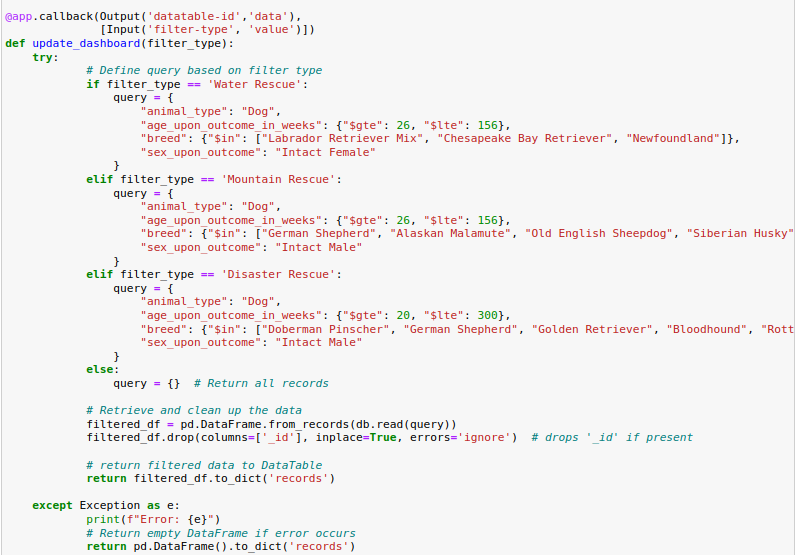 @app.callback(Output('datatable-id','data'),
              [Input('filter-type', 'value')])
def update_dashboard(filter_type):
    try:
            # Define query based on filter type
            if filter_type == 'Water Rescue':
                query = {
                    "animal_type": "Dog",
                    "age_upon_outcome_in_weeks": {"$gte": 26, "$lte": 156},
                    "breed": {"$in": ["Labrador Retriever Mix", "Chesapeake Bay Retriever", "Newfoundland"]},
                    "sex_upon_outcome": "Intact Female"
                }
            elif filter_type == 'Mountain Rescue':
                query = {
                    "animal_type": "Dog",
                    "age_upon_outcome_in_weeks": {"$gte": 26, "$lte": 156},
                    "breed": {"$in": ["German Shepherd", "Alaskan Malamute", "Old English Sheepdog", "Siberian Husky"
                    "sex_upon_outcome": "Intact Male"
                }
            elif filter_type == 'Disaster Rescue':
                query = {
                    "animal_type": "Dog",
                    "age_upon_outcome_in_weeks": {"$gte": 20, "$lte": 300},
                    "breed": {"$in": ["Doberman Pinscher", "German Shepherd", "Golden Retriever", "Bloodhound", "Rott
                    "sex_upon_outcome": "Intact Male"
                }
            else:
                query = {}  # Return all records

            # Retrieve and clean up the data
            filtered_df = pd.DataFrame.from_records(db.read(query))
            filtered_df.drop(columns=['_id'], inplace=True, errors='ignore')  # drops '_id' if present

            # return filtered data to DataTable
            return filtered_df.to_dict('records')

    except Exception as e:
            print(f"Error: {e}")
            # Return empty DataFrame if error occurs
            return pd.DataFrame().to_dict('records')